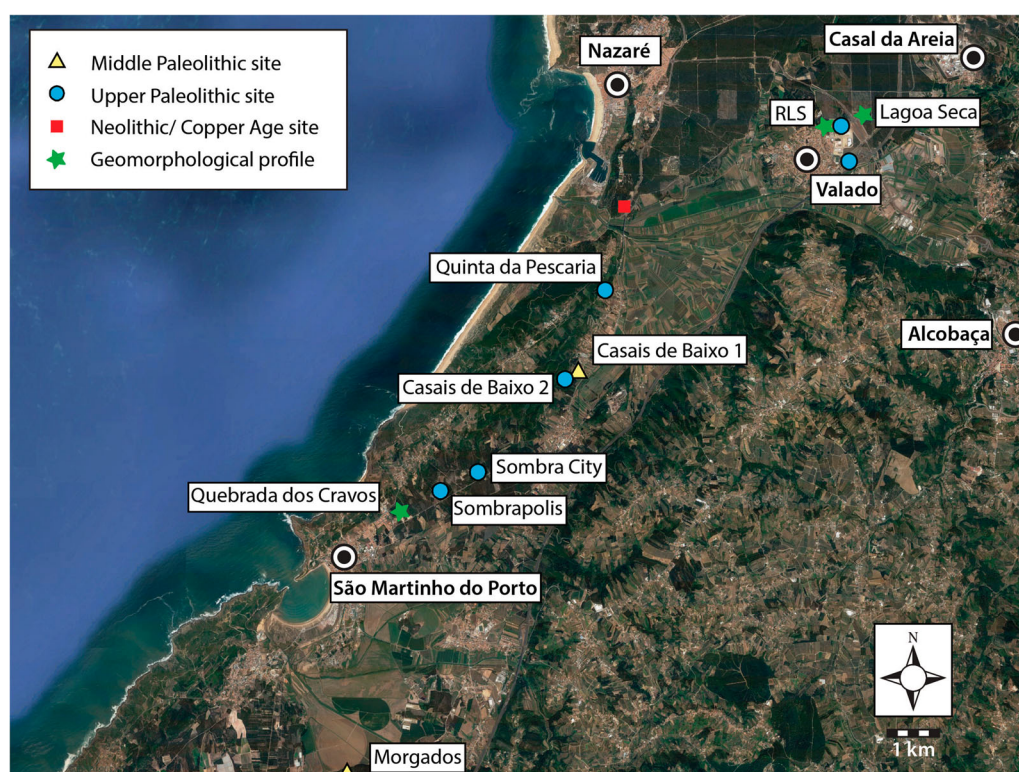 Middle Paleolithic site
Upper Paleolithic site
Neolithic/ Copper Age site
Geomorphological profile
Nazaré
Casal da Areia
RLS
Lagoa Seca
Valado
Quinta da Pescaria
Alcobaça
Casais de Baixo 1
Casais de Baixo 2
Sombra City
Quebrada dos Cravos
Sombrapolis
São Martinho do Porto
N
1 km
Morgados